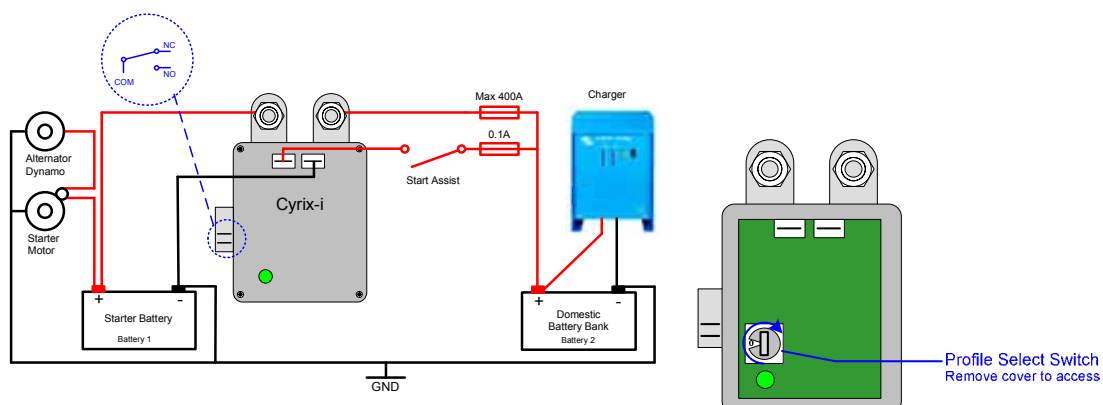 NC
NO
COM
Max 400A
Charger
0.1A
Alternator
Dynamo
Start Assist
Cyrix-i
Starter
Motor
+ -
Starter Battery
Battery 1
+ -
Domestic
Battery Bank
Battery 2
GND
Profile Select Switch
Remove cover to access